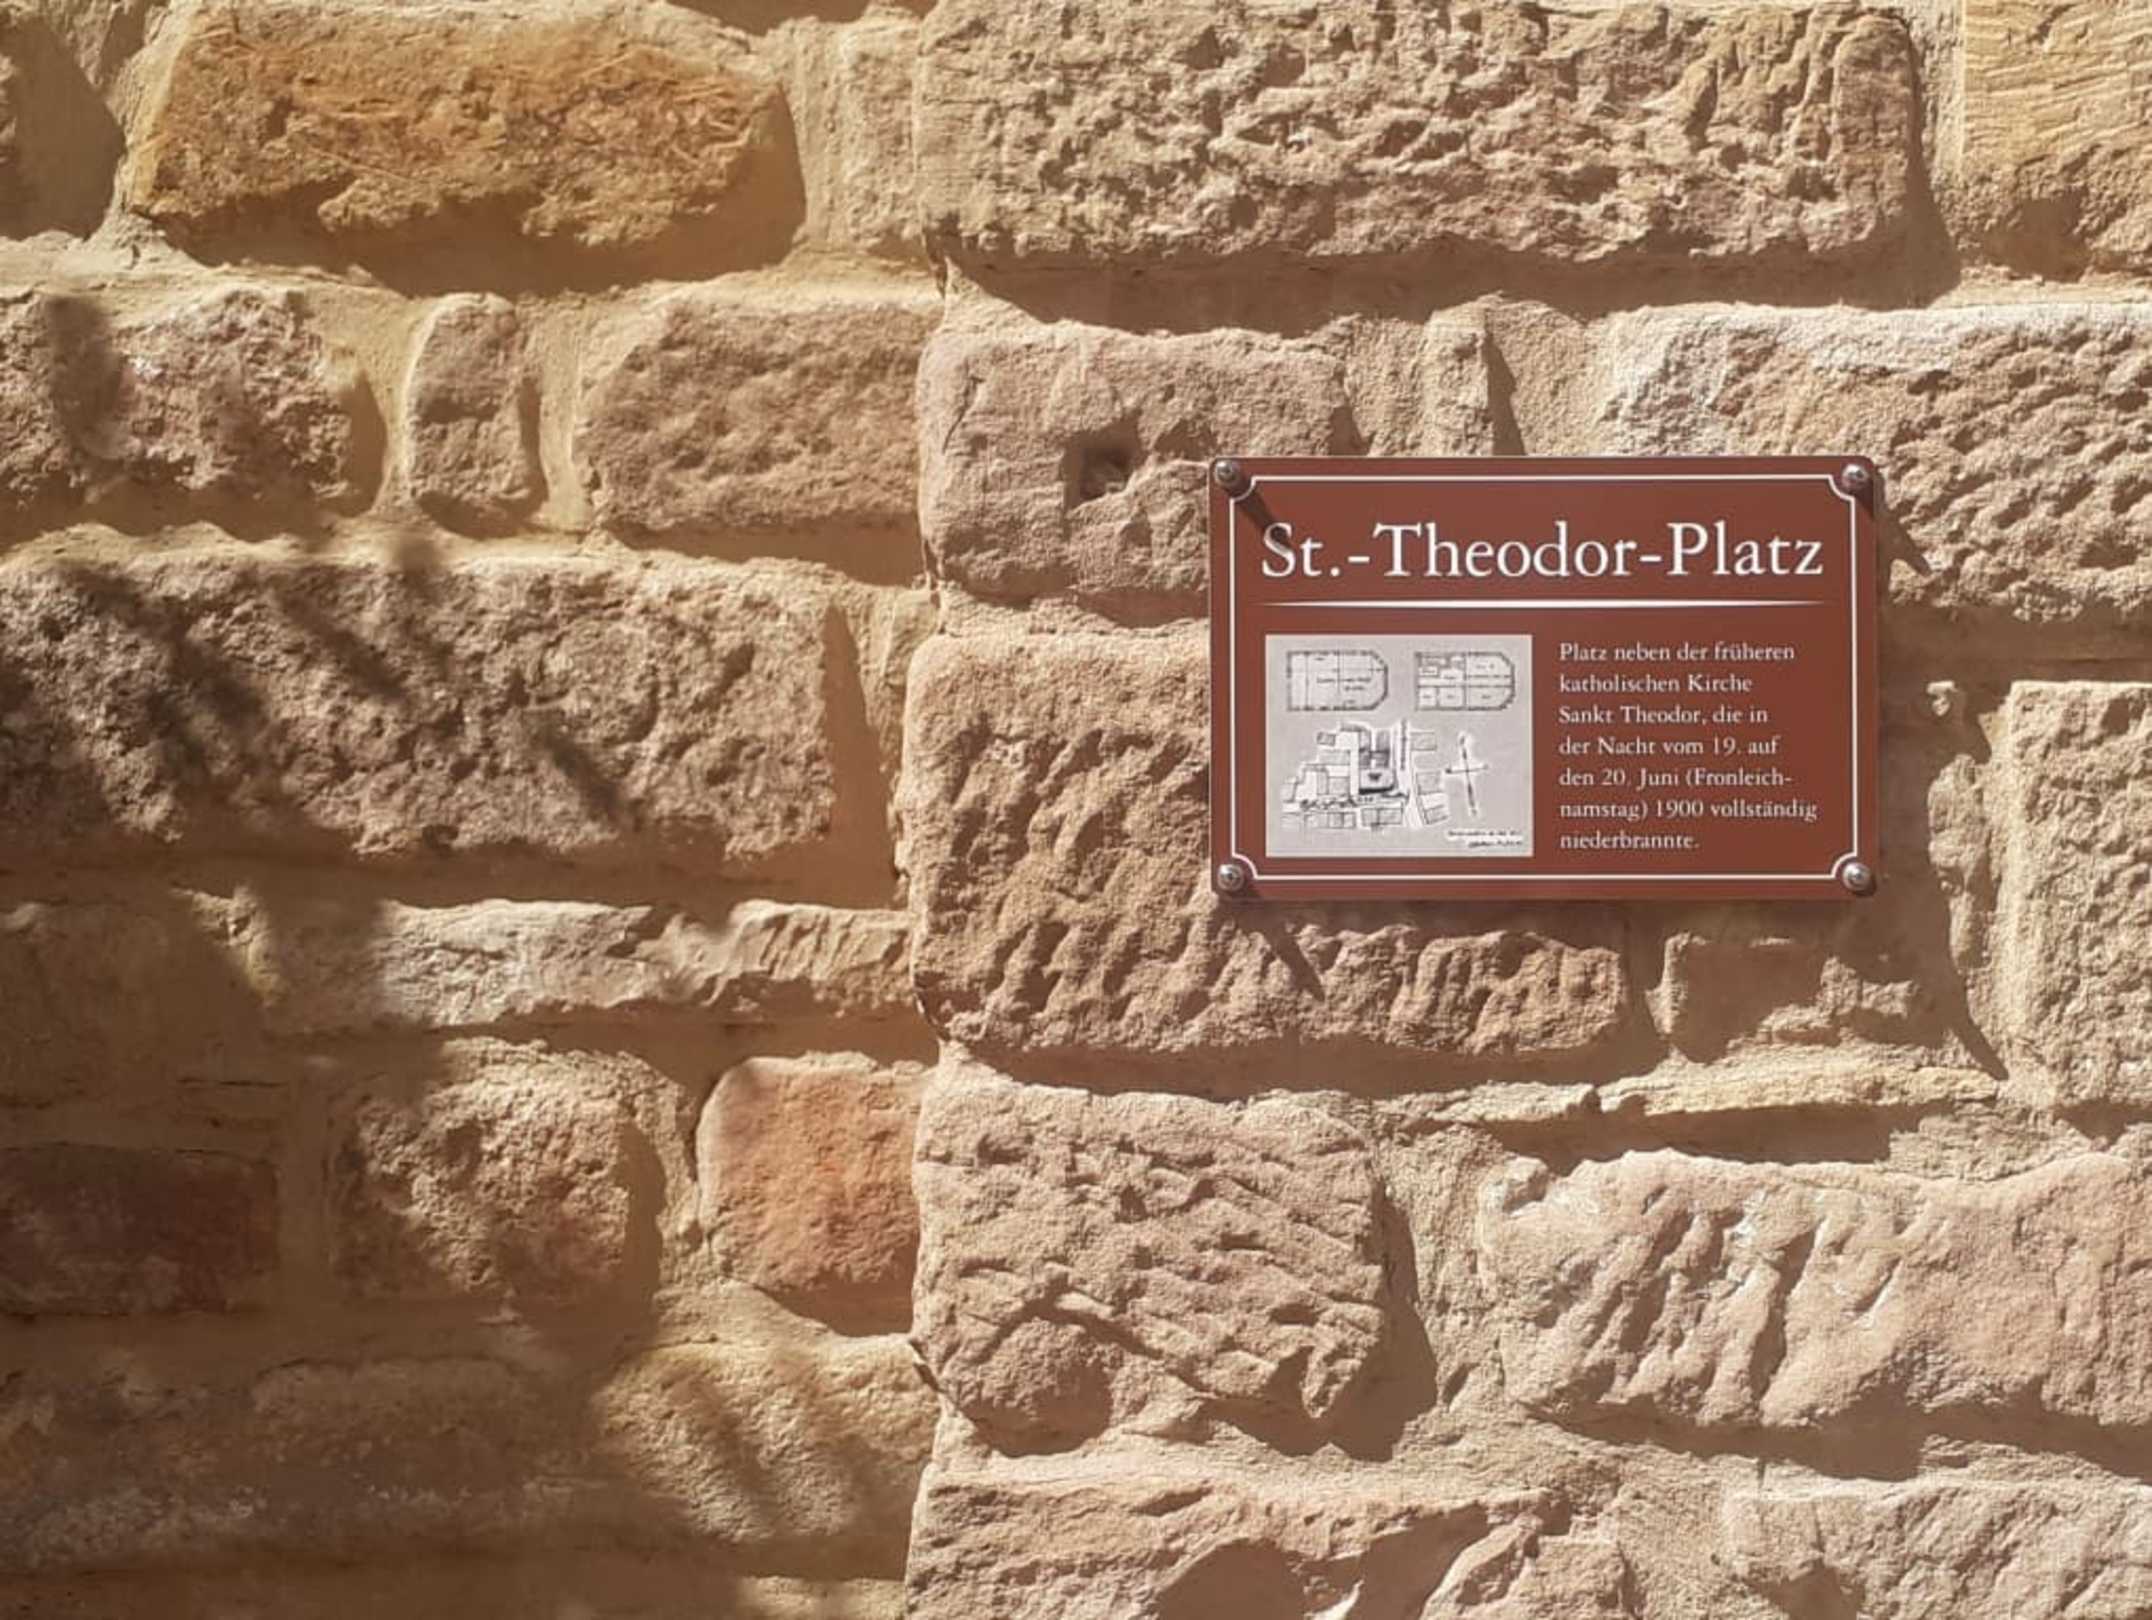 St.-Theodor-Platz
Platz neben der früheren
katholischen Kirche
Sankt Theodor, die in
der Nacht vom 19. auf
den 20. Juni (Fronleich-
namstag) 1900 vollständig
niederbrannte.